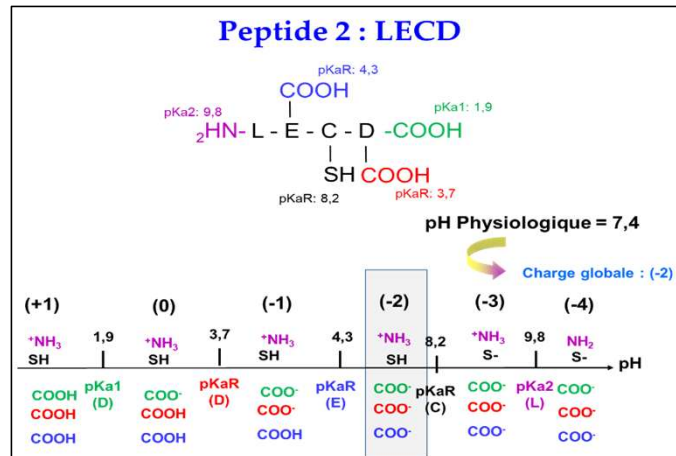 Peptide 2 : LECD
pKaR: 4,3
COOH
pKa2: 9,8
pKa1: 1,9
₂HN- L - E - C - D -COOH
SH COOH
pKaR: 8,2
pKaR: 3,7
pH Physiologique = 7,4
Charge globale : (-2)
(+1) (0) (-1) (-2) (-3) (-4)
⁺NH₃ 1,9 ⁺NH₃ 3,7 ⁺NH₃ 4,3 ⁺NH₃ 8,2 ⁺NH₃ 9,8 NH₂
SH SH SH SH S- S-
pH
COOH pKa1 COO⁻ pKaR COO⁻ pKaR COO⁻ pKaR COO⁻ pKa2 COO⁻
COOH (D) COOH (D) COO⁻ (E) COO⁻ (C) COO⁻ (L) COO⁻
COOH COOH COOH COO⁻ COO⁻ COO⁻